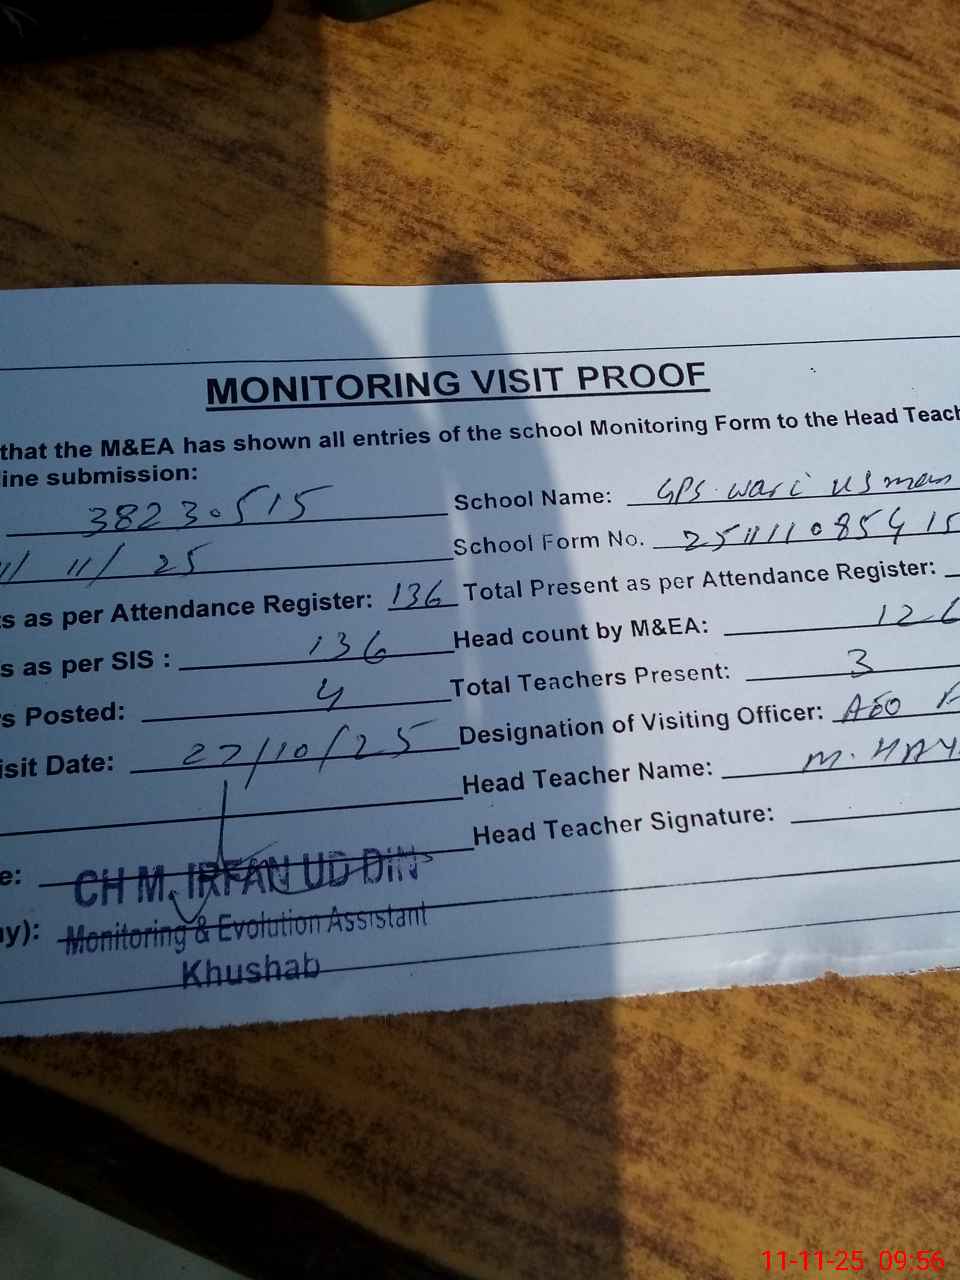 MONITORING VISIT PROOF
that the M&EA has shown all entries of the school Monitoring Form to the Head Teach
ine submission:
38230515 School Name: GPS wari usman
11/25 School Form No. 25111108541
s as per Attendance Register: 136 Total Present as per Attendance Register:
s as per SIS : 136 Head count by M&EA: 126
s Posted: 4 Total Teachers Present: 3
isit Date: 27/10/25 Designation of Visiting Officer: AEO
Head Teacher Name: M. HAY
e: Head Teacher Signature:
CH M. IRFAN UD DIN
ay):
Monitoring & Evolution Assistant
Khushab
11-11-25 09:56